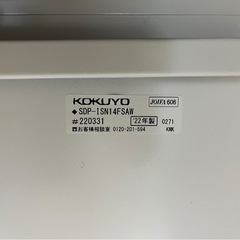 KOKUYO JOIFA 606
◆ SDP-ISN14FSAW
# 220331 '22年製 0271
☎お客様相談室 0120-201-594 KNK